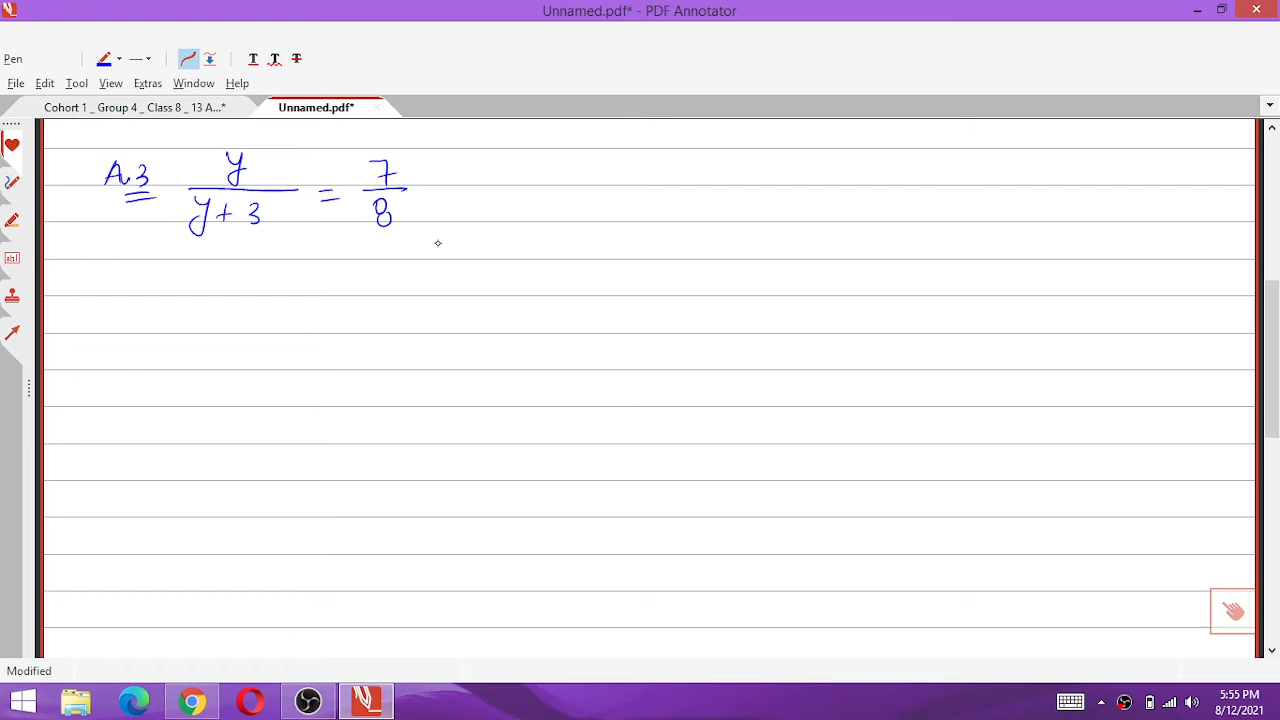 Unnamed.pdf* - PDF Annotator
Pen
T T T
File Edit Tool View Extras Window Help
Cohort 1 _ Group 4 _ Class 8 _ 13 A...* Unnamed.pdf*
A.3 y/(y+3) = 7/8
Modified
5:55 PM
8/12/2021